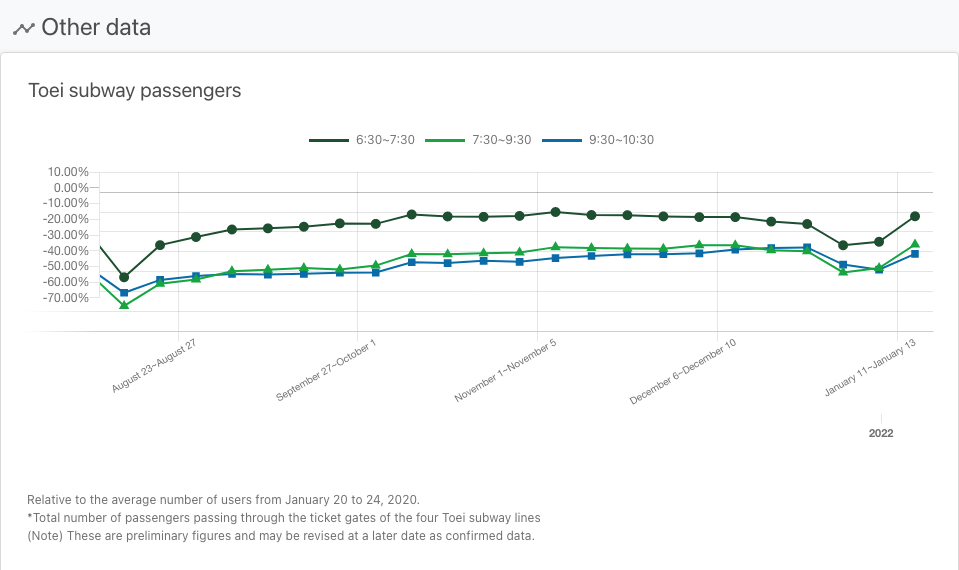 Other data
Toei subway passengers
6:30~7:30 7:30~9:30 9:30~10:30
10.00%
0.00%
-10.00%
-20.00%
-30.00%
-40.00%
-50.00%
-60.00%
-70.00%
August 23~August 27
September 27~October 1
November 1~November 5
December 6~December 10
January 11~January 13
2022
Relative to the average number of users from January 20 to 24, 2020.
*Total number of passengers passing through the ticket gates of the four Toei subway lines
(Note) These are preliminary figures and may be revised at a later date as confirmed data.